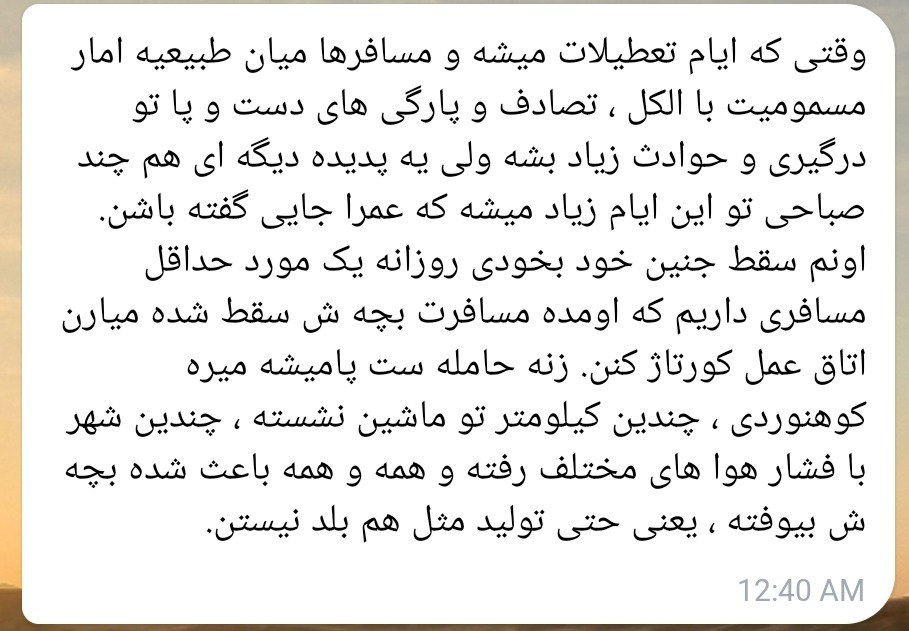 وقتی که ایام تعطیلات میشه و مسافرها میان طبیعیه امار
مسمومیت با الکل ، تصادف و پارگی های دست و پا تو
درگیری و حوادث زیاد بشه ولی یه پدیده دیگه ای هم چند
صباحی تو این ایام زیاد میشه که عمرا جایی گفته باشن.
اونم سقط جنین خود بخودی روزانه یک مورد حداقل
مسافری داریم که اومده مسافرت بچه ش سقط شده میارن
اتاق عمل کورتاژ کنن. زنه حامله ست پامیشه میره
کوهنوردی ، چندین کیلومتر تو ماشین نشسته ، چندین شهر
با فشار هوا های مختلف رفته و همه و همه باعث شده بچه
ش بیوفته ، یعنی حتی تولید مثل هم بلد نیستن.
12:40 AM